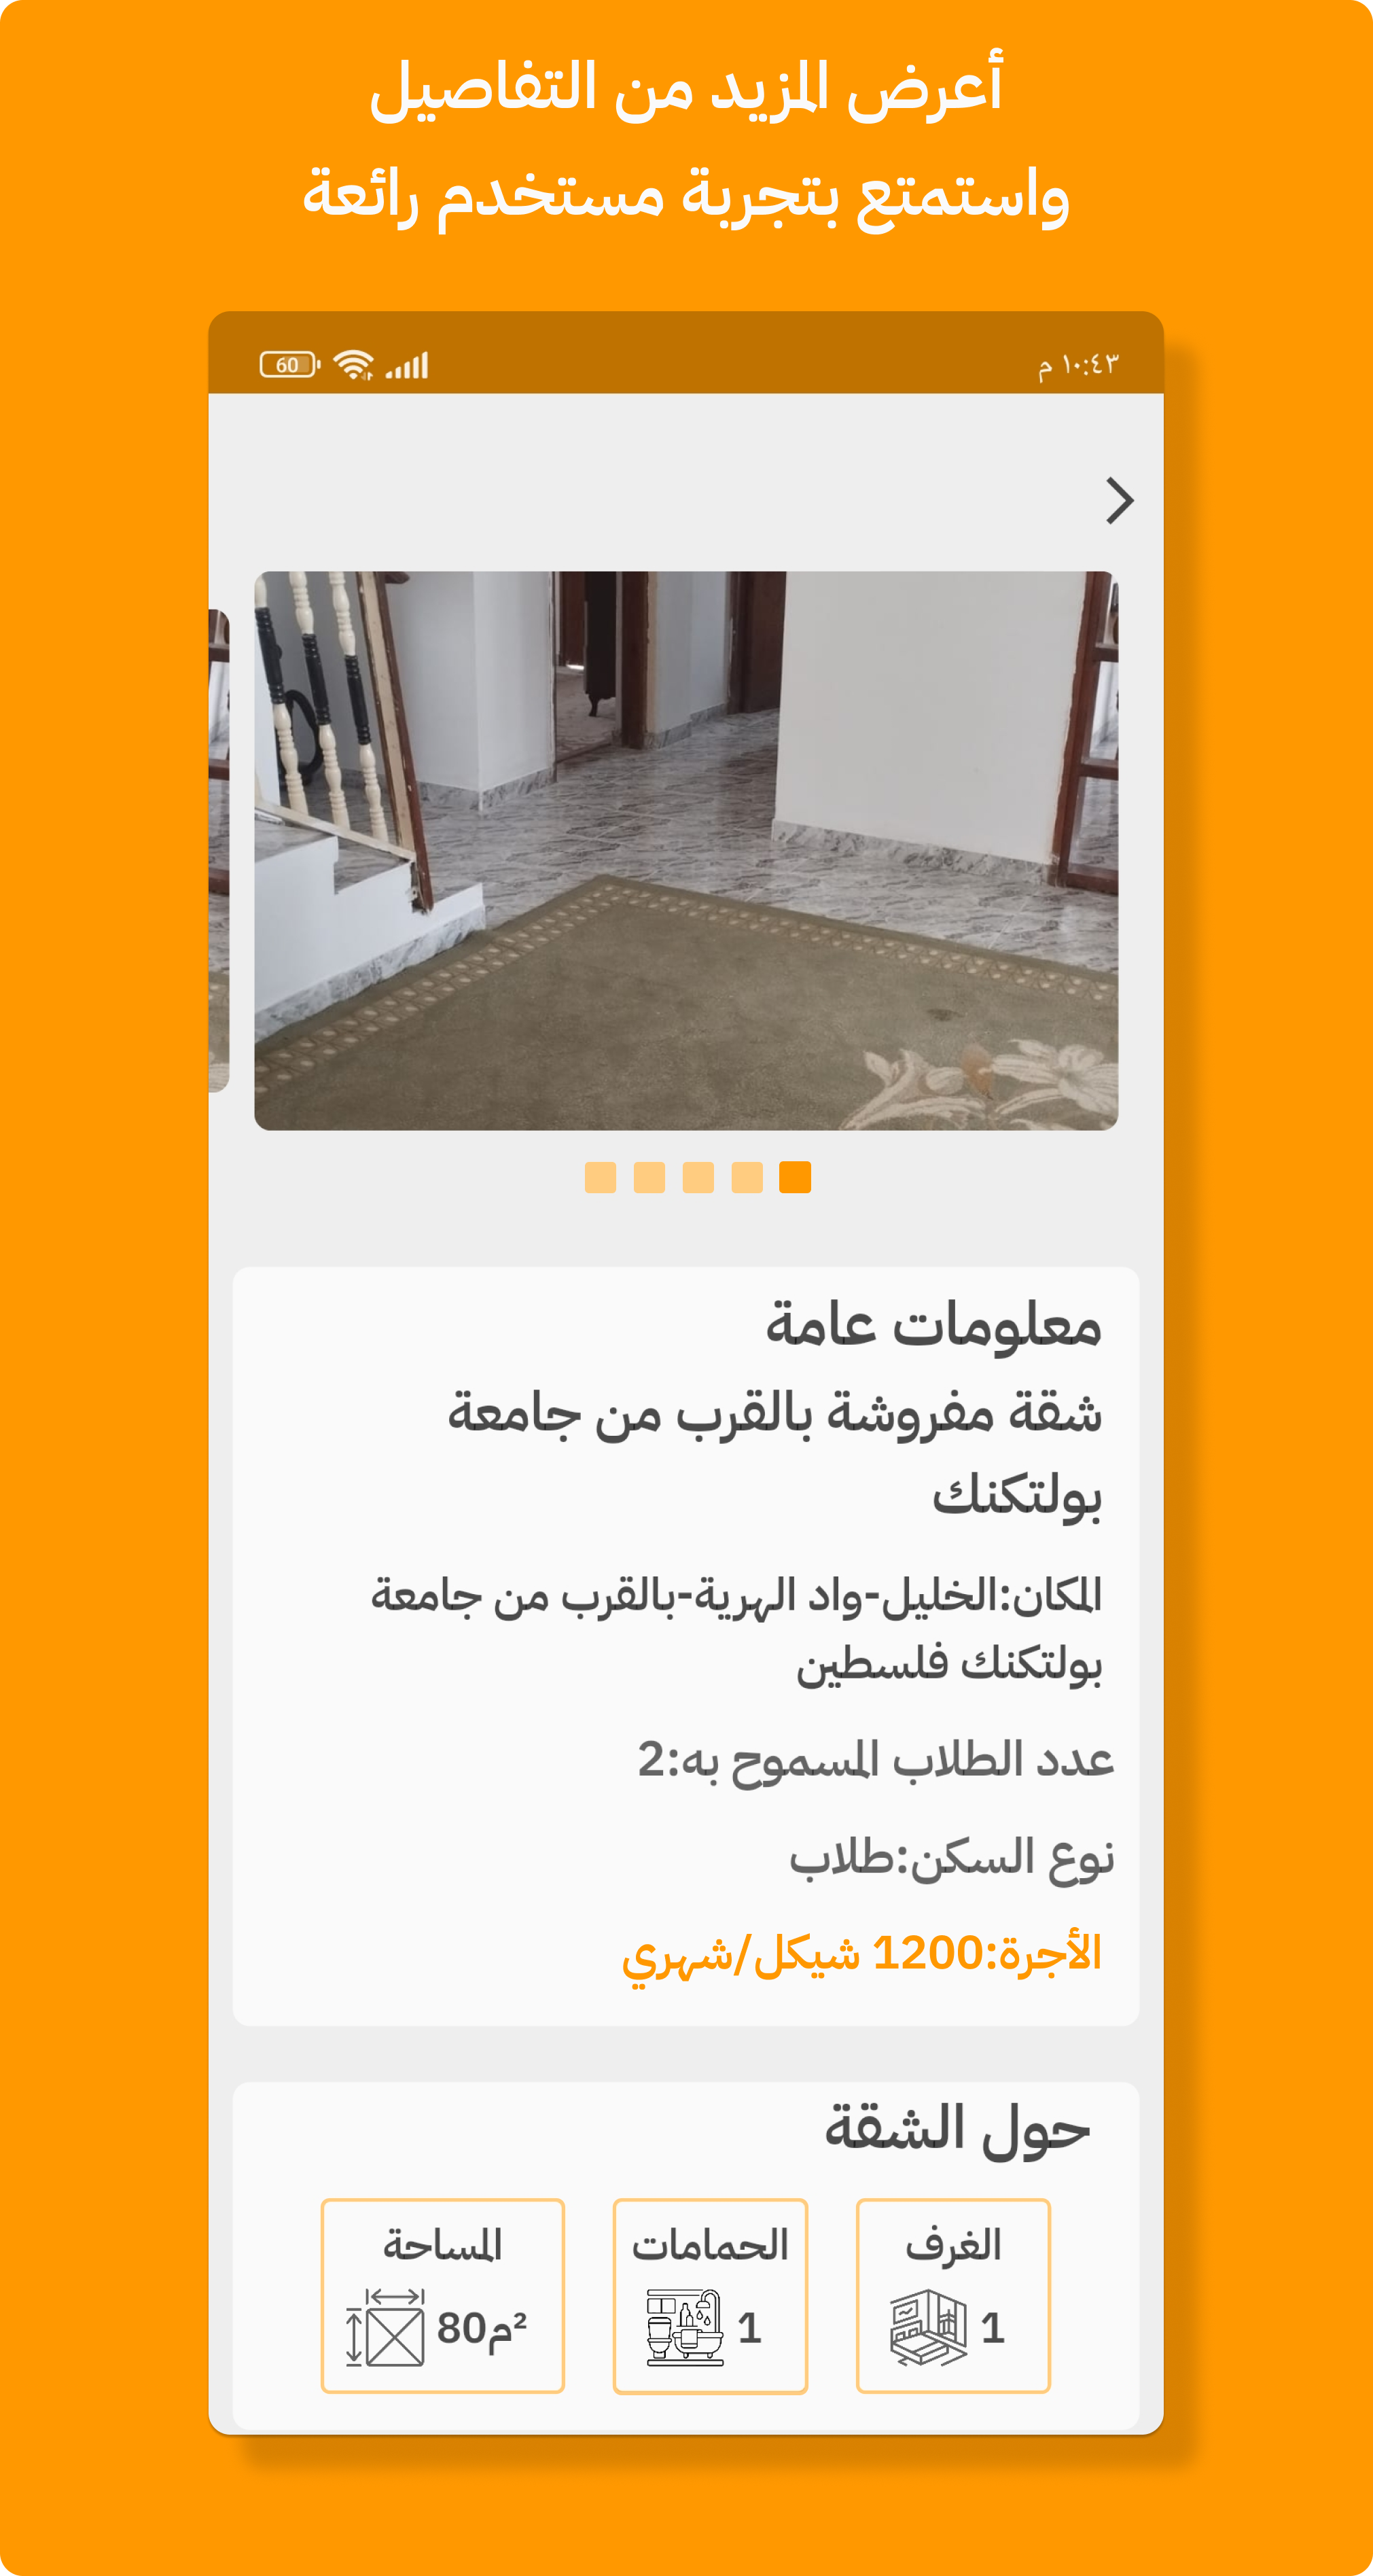 أعرض المزيد من التفاصيل
واستمتع بتجربة مستخدم رائعة
١٠:٤٣ م
60
معلومات عامة
شقة مفروشة بالقرب من جامعة
بولتكنك
المكان:الخليل-واد الهرية-بالقرب من جامعة
بولتكنك فلسطين
عدد الطلاب المسموح به:2
نوع السكن:طلاب
الأجرة:1200 شيكل/شهري
حول الشقة
الغرف
1
الحمامات
1
المساحة
80م²